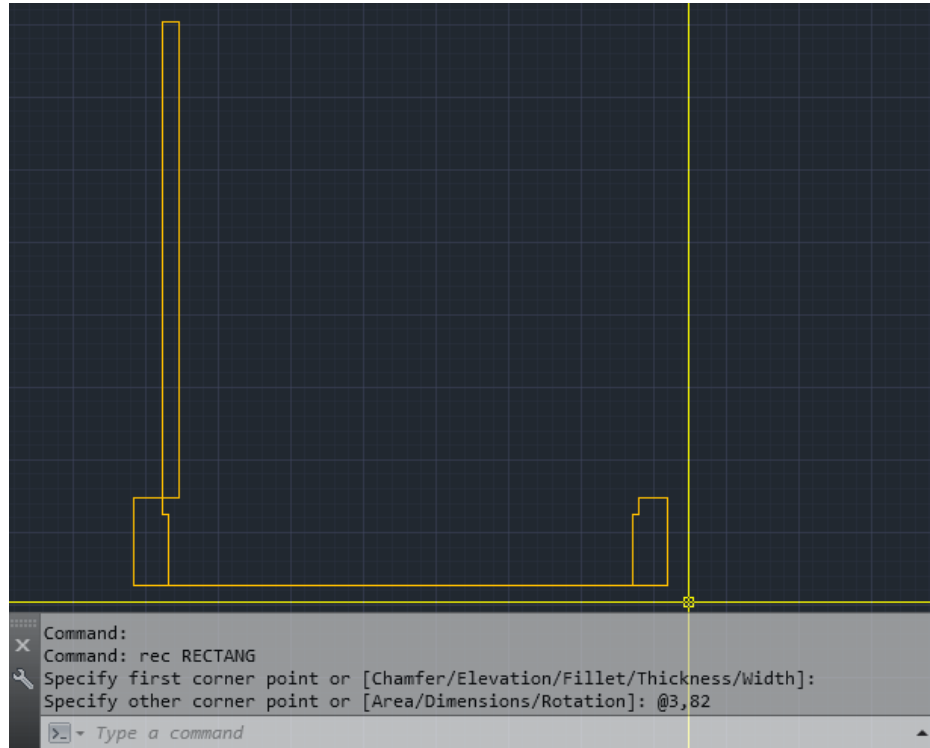 Command:
Command: rec RECTANG
Specify first corner point or [Chamfer/Elevation/Fillet/Thickness/Width]:
Specify other corner point or [Area/Dimensions/Rotation]: @3,82
Type a command